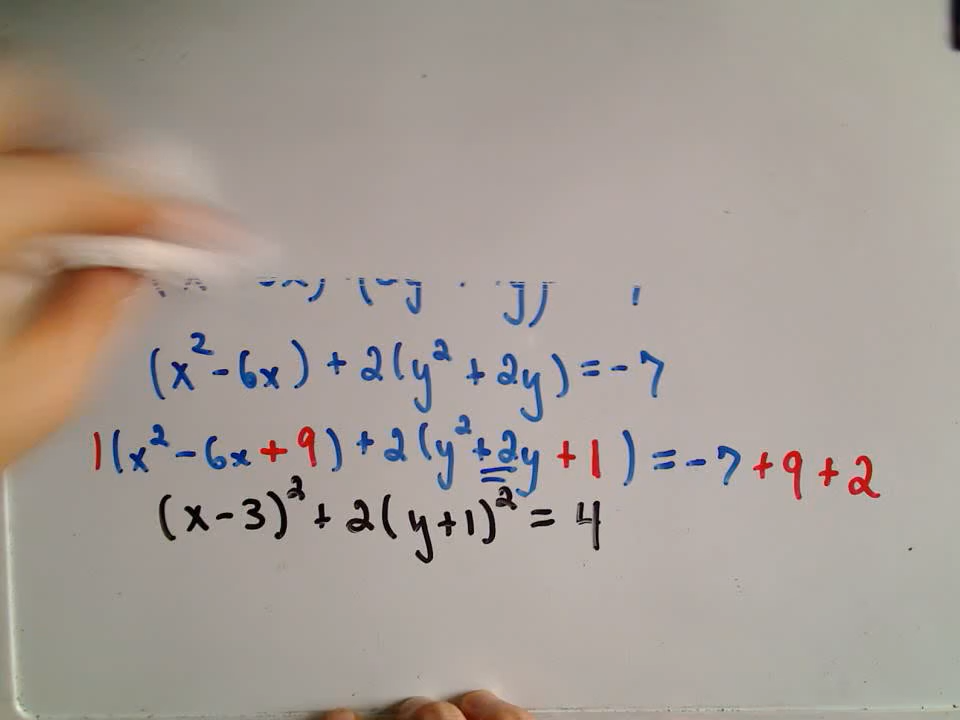 (x² - 6x) + 2(y² + 2y) = -7
1(x² - 6x + 9) + 2(y² + 2y + 1) = -7 + 9 + 2
(x - 3)² + 2(y + 1)² = 4